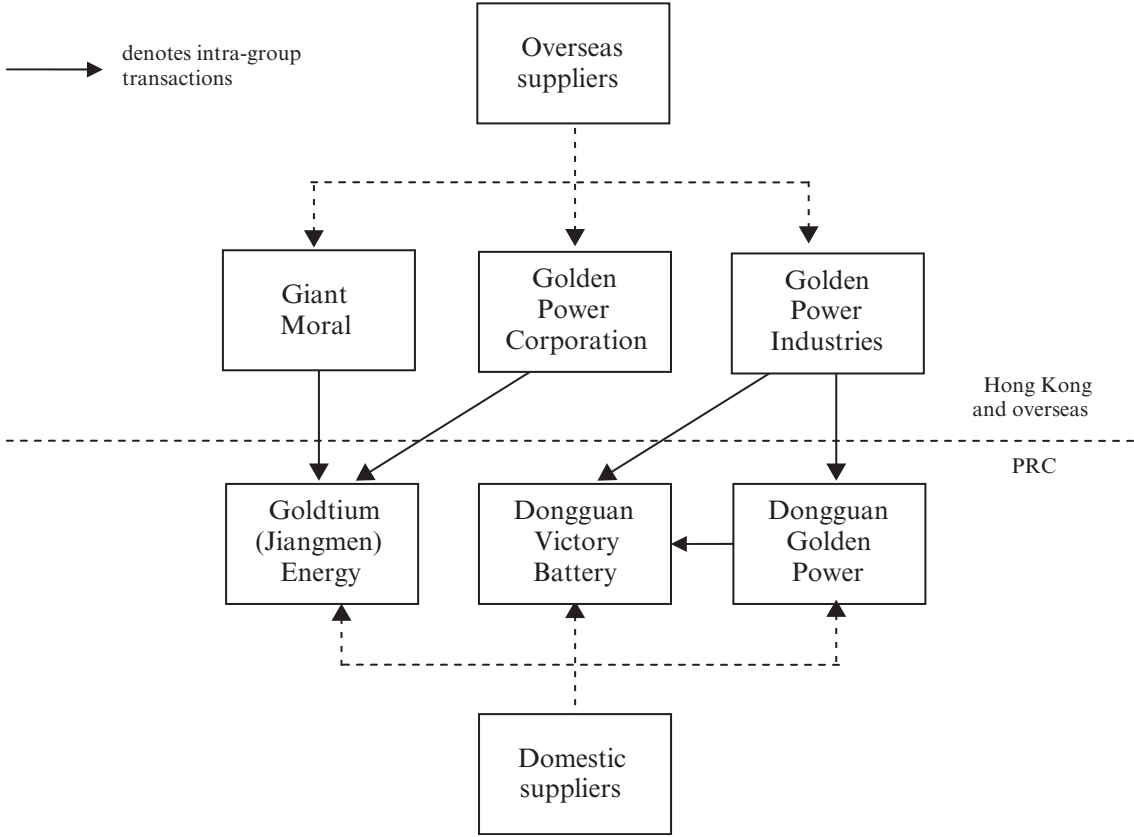 denotes intra-group
transactions
Overseas
suppliers
Giant
Moral
Golden
Power
Corporation
Golden
Power
Industries
Hong Kong
and overseas
PRC
Goldtium
(Jiangmen)
Energy
Dongguan
Victory
Battery
Dongguan
Golden
Power
Domestic
suppliers